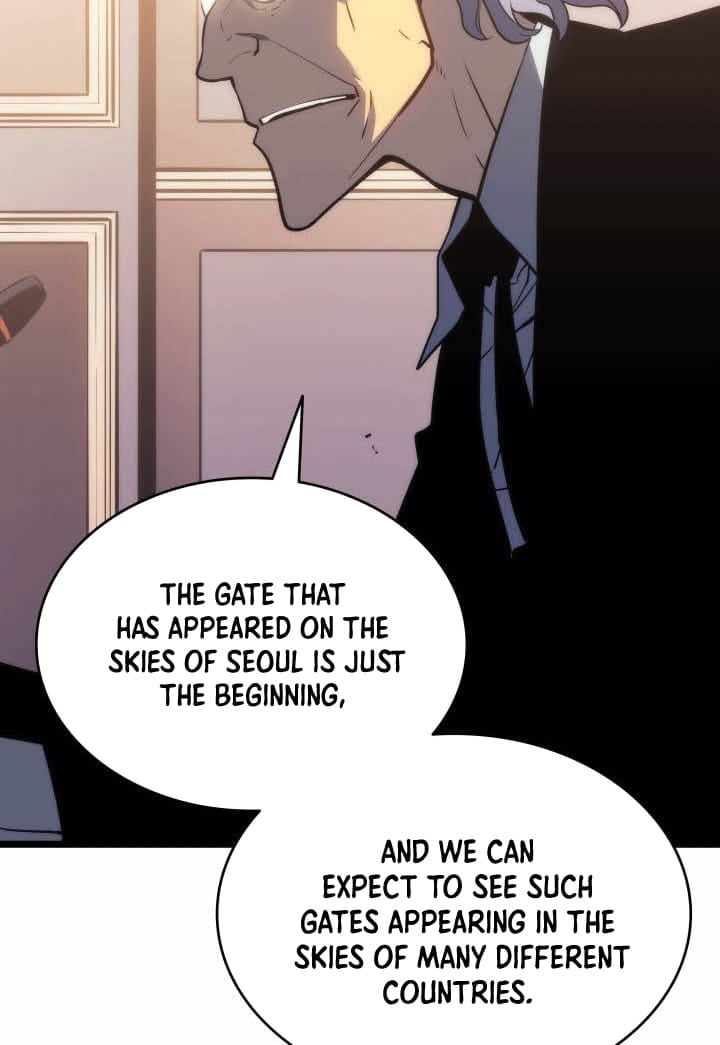 THE GATE THAT
HAS APPEARED ON THE
SKIES OF SEOUL IS JUST
THE BEGINNING,
AND WE CAN
EXPECT TO SEE SUCH
GATES APPEARING IN THE
SKIES OF MANY DIFFERENT
COUNTRIES.